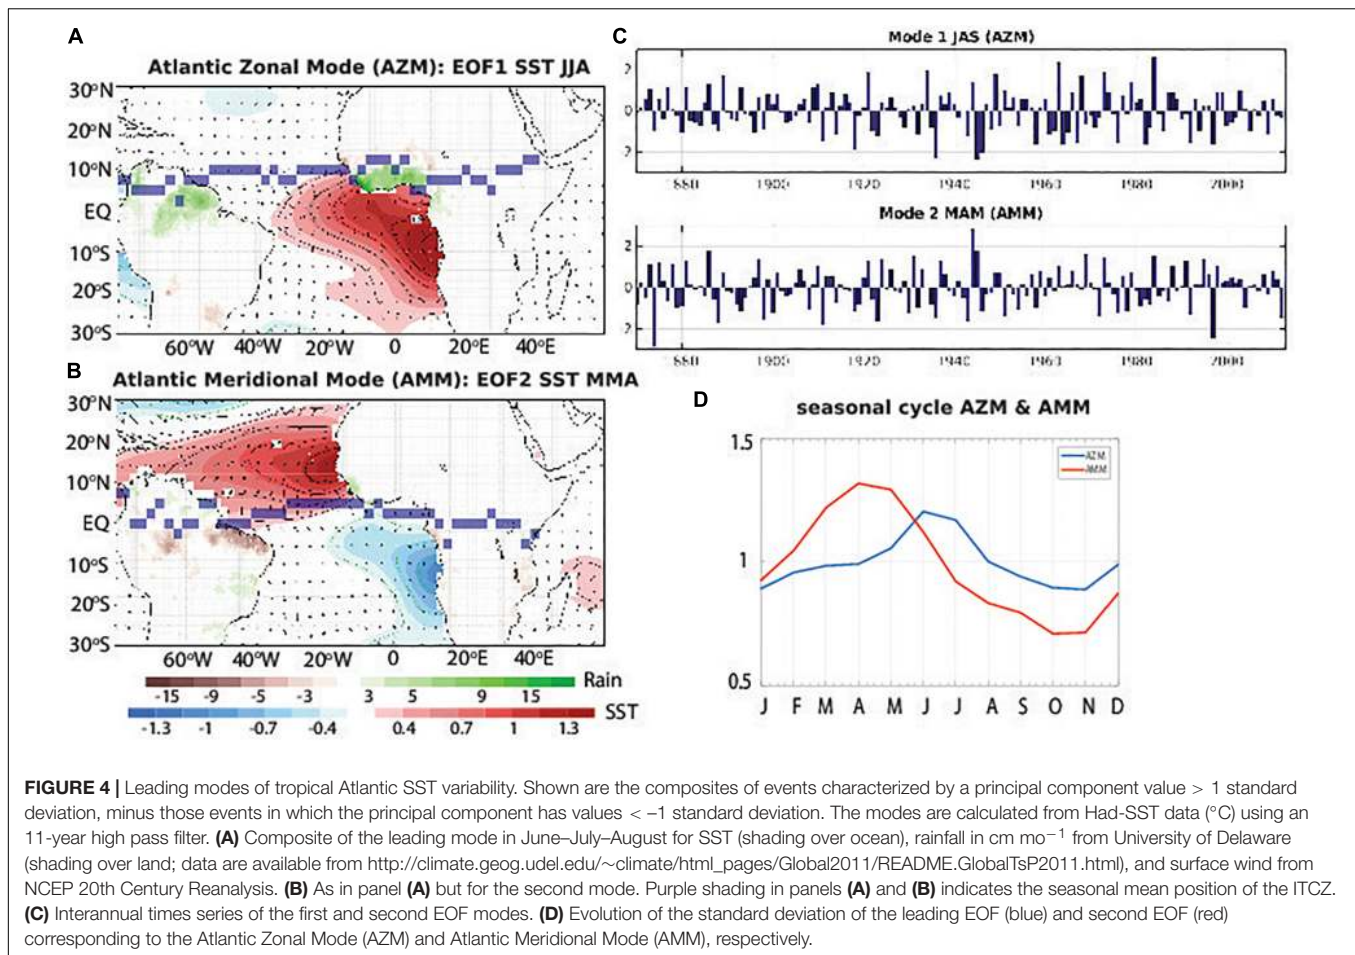 A
Atlantic Zonal Mode (AZM): EOF1 SST JJA
30°N
20°N
10°N
EQ
10°S
20°S
30°S
60°W 40°W 20°W 0 20°E 40°E
B
Atlantic Meridional Mode (AMM): EOF2 SST MMA
30°N
20°N
10°N
EQ
10°S
20°S
30°S
60°W 40°W 20°W 0 20°E 40°E
Rain
-15 -9 -5 -3 3 5 9 15
SST
-1.3 -1 -0.7 -0.4 0.4 0.7 1 1.3
C
Mode 1 JAS (AZM)
2
0
2
880 1900 1920 1940 1960 1980 2000
Mode 2 MAM (AMM)
2
0
2
880 1900 1920 1940 1960 1980 2000
D
seasonal cycle AZM & AMM
1.5
1
0.5
AZM
AMM
J F M A M J J A S O N D
FIGURE 4 | Leading modes of tropical Atlantic SST variability. Shown are the composites of events characterized by a principal component value > 1 standard
deviation, minus those events in which the principal component has values < –1 standard deviation. The modes are calculated from Had-SST data (°C) using an
11-year high pass filter. (A) Composite of the leading mode in June–July–August for SST (shading over ocean), rainfall in cm mo⁻¹ from University of Delaware
(shading over land; data are available from http://climate.geog.udel.edu/~climate/html_pages/Global2011/README.GlobalTsP2011.html), and surface wind from
NCEP 20th Century Reanalysis. (B) As in panel (A) but for the second mode. Purple shading in panels (A) and (B) indicates the seasonal mean position of the ITCZ.
(C) Interannual times series of the first and second EOF modes. (D) Evolution of the standard deviation of the leading EOF (blue) and second EOF (red)
corresponding to the Atlantic Zonal Mode (AZM) and Atlantic Meridional Mode (AMM), respectively.